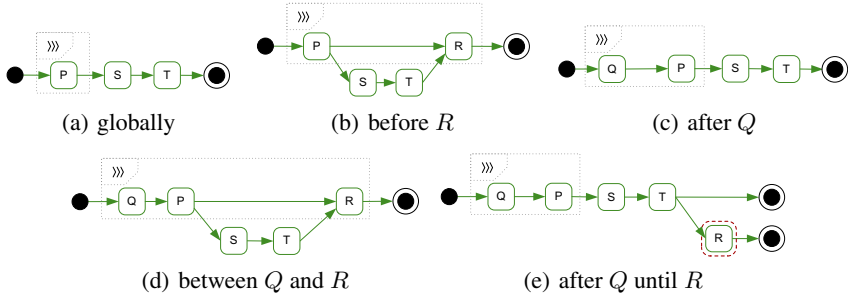 ⟩⟩⟩
P S T
(a) globally
⟩⟩⟩
P R
S T
(b) before R
⟩⟩⟩
Q P S T
(c) after Q
⟩⟩⟩
Q P R
S T
(d) between Q and R
⟩⟩⟩
Q P S T
R
(e) after Q until R